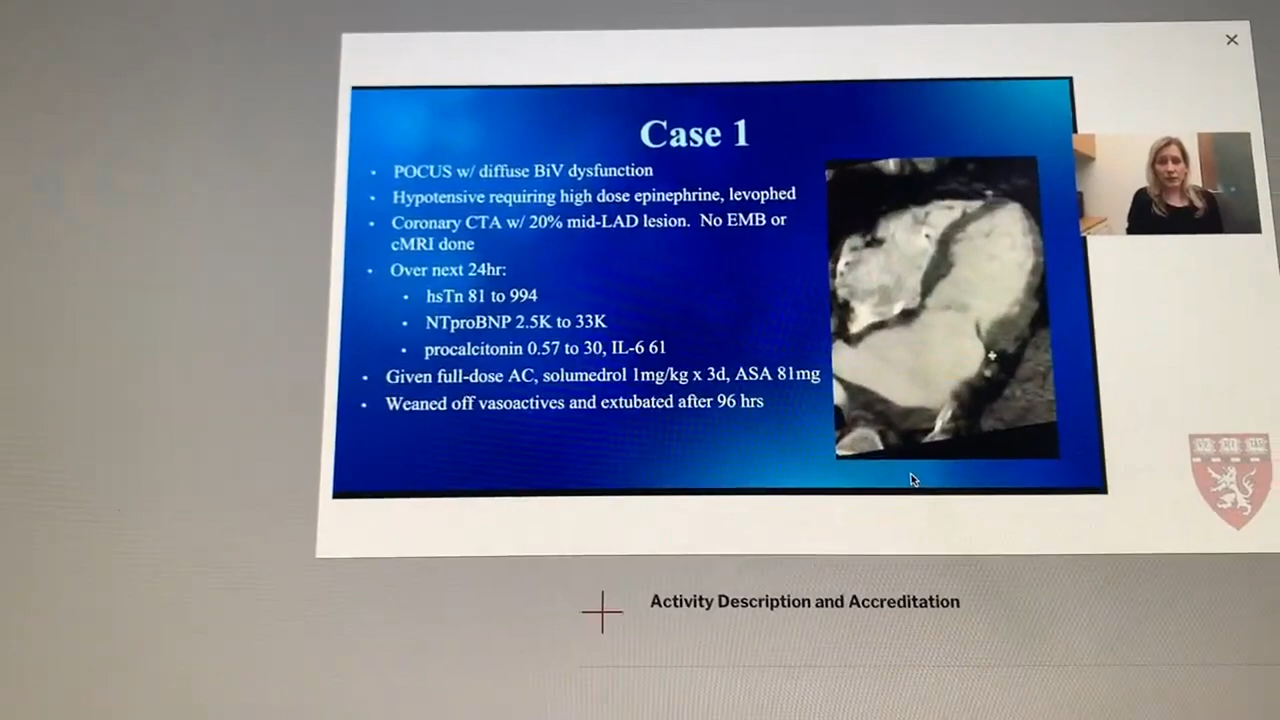 Case 1
• POCUS w/ diffuse BiV dysfunction
• Hypotensive requiring high dose epinephrine, levophed
• Coronary CTA w/ 20% mid-LAD lesion. No EMB or
cMRI done
• Over next 24hr:
• hsTn 81 to 994
• NTproBNP 2.5K to 33K
• procalcitonin 0.57 to 30, IL-6 61
• Given full-dose AC, solumedrol 1mg/kg x 3d, ASA 81mg
• Weaned off vasoactives and extubated after 96 hrs
Activity Description and Accreditation